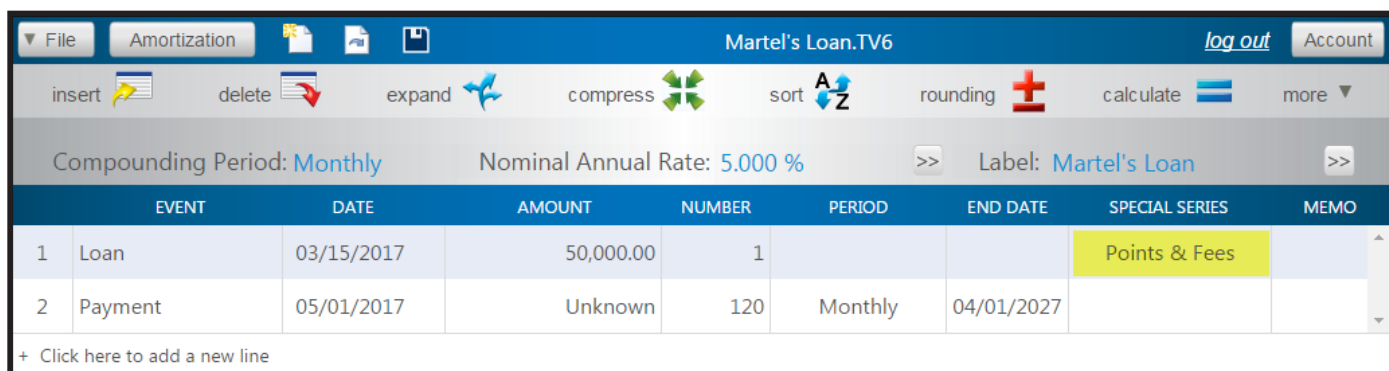 ▼ File Amortization Martel's Loan.TV6 log out Account
insert delete expand compress sort A Z rounding calculate more ▼
Compounding Period: Monthly Nominal Annual Rate: 5.000 % >> Label: Martel's Loan >>
EVENT DATE AMOUNT NUMBER PERIOD END DATE SPECIAL SERIES MEMO
1 Loan 03/15/2017 50,000.00 1 Points & Fees
2 Payment 05/01/2017 Unknown 120 Monthly 04/01/2027
+ Click here to add a new line